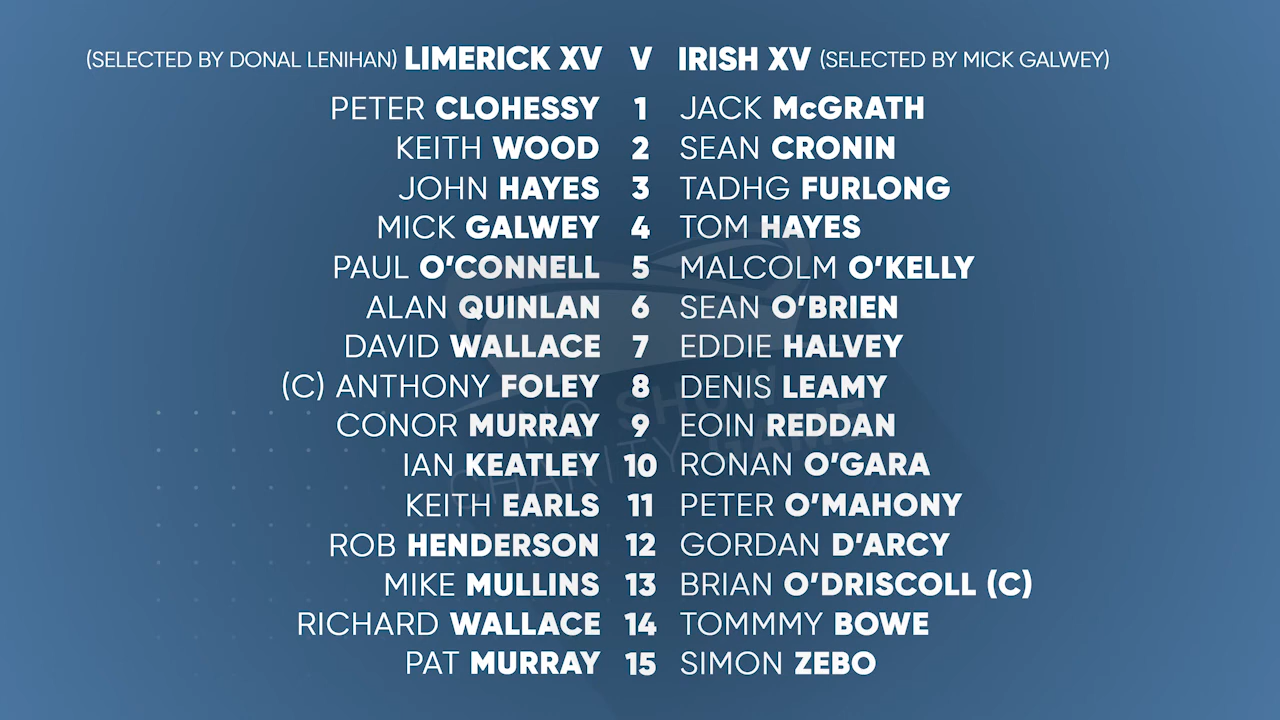 (SELECTED BY DONAL LENIHAN) LIMERICK XV V IRISH XV (SELECTED BY MICK GALWEY)
PETER CLOHESSY 1 JACK McGRATH
KEITH WOOD 2 SEAN CRONIN
JOHN HAYES 3 TADHG FURLONG
MICK GALWEY 4 TOM HAYES
PAUL O'CONNELL 5 MALCOLM O'KELLY
ALAN QUINLAN 6 SEAN O'BRIEN
DAVID WALLACE 7 EDDIE HALVEY
(C) ANTHONY FOLEY 8 DENIS LEAMY
CONOR MURRAY 9 EOIN REDDAN
IAN KEATLEY 10 RONAN O'GARA
KEITH EARLS 11 PETER O'MAHONY
ROB HENDERSON 12 GORDAN D'ARCY
MIKE MULLINS 13 BRIAN O'DRISCOLL (C)
RICHARD WALLACE 14 TOMMMY BOWE
PAT MURRAY 15 SIMON ZEBO
NO SHOW
CHARITY GAME